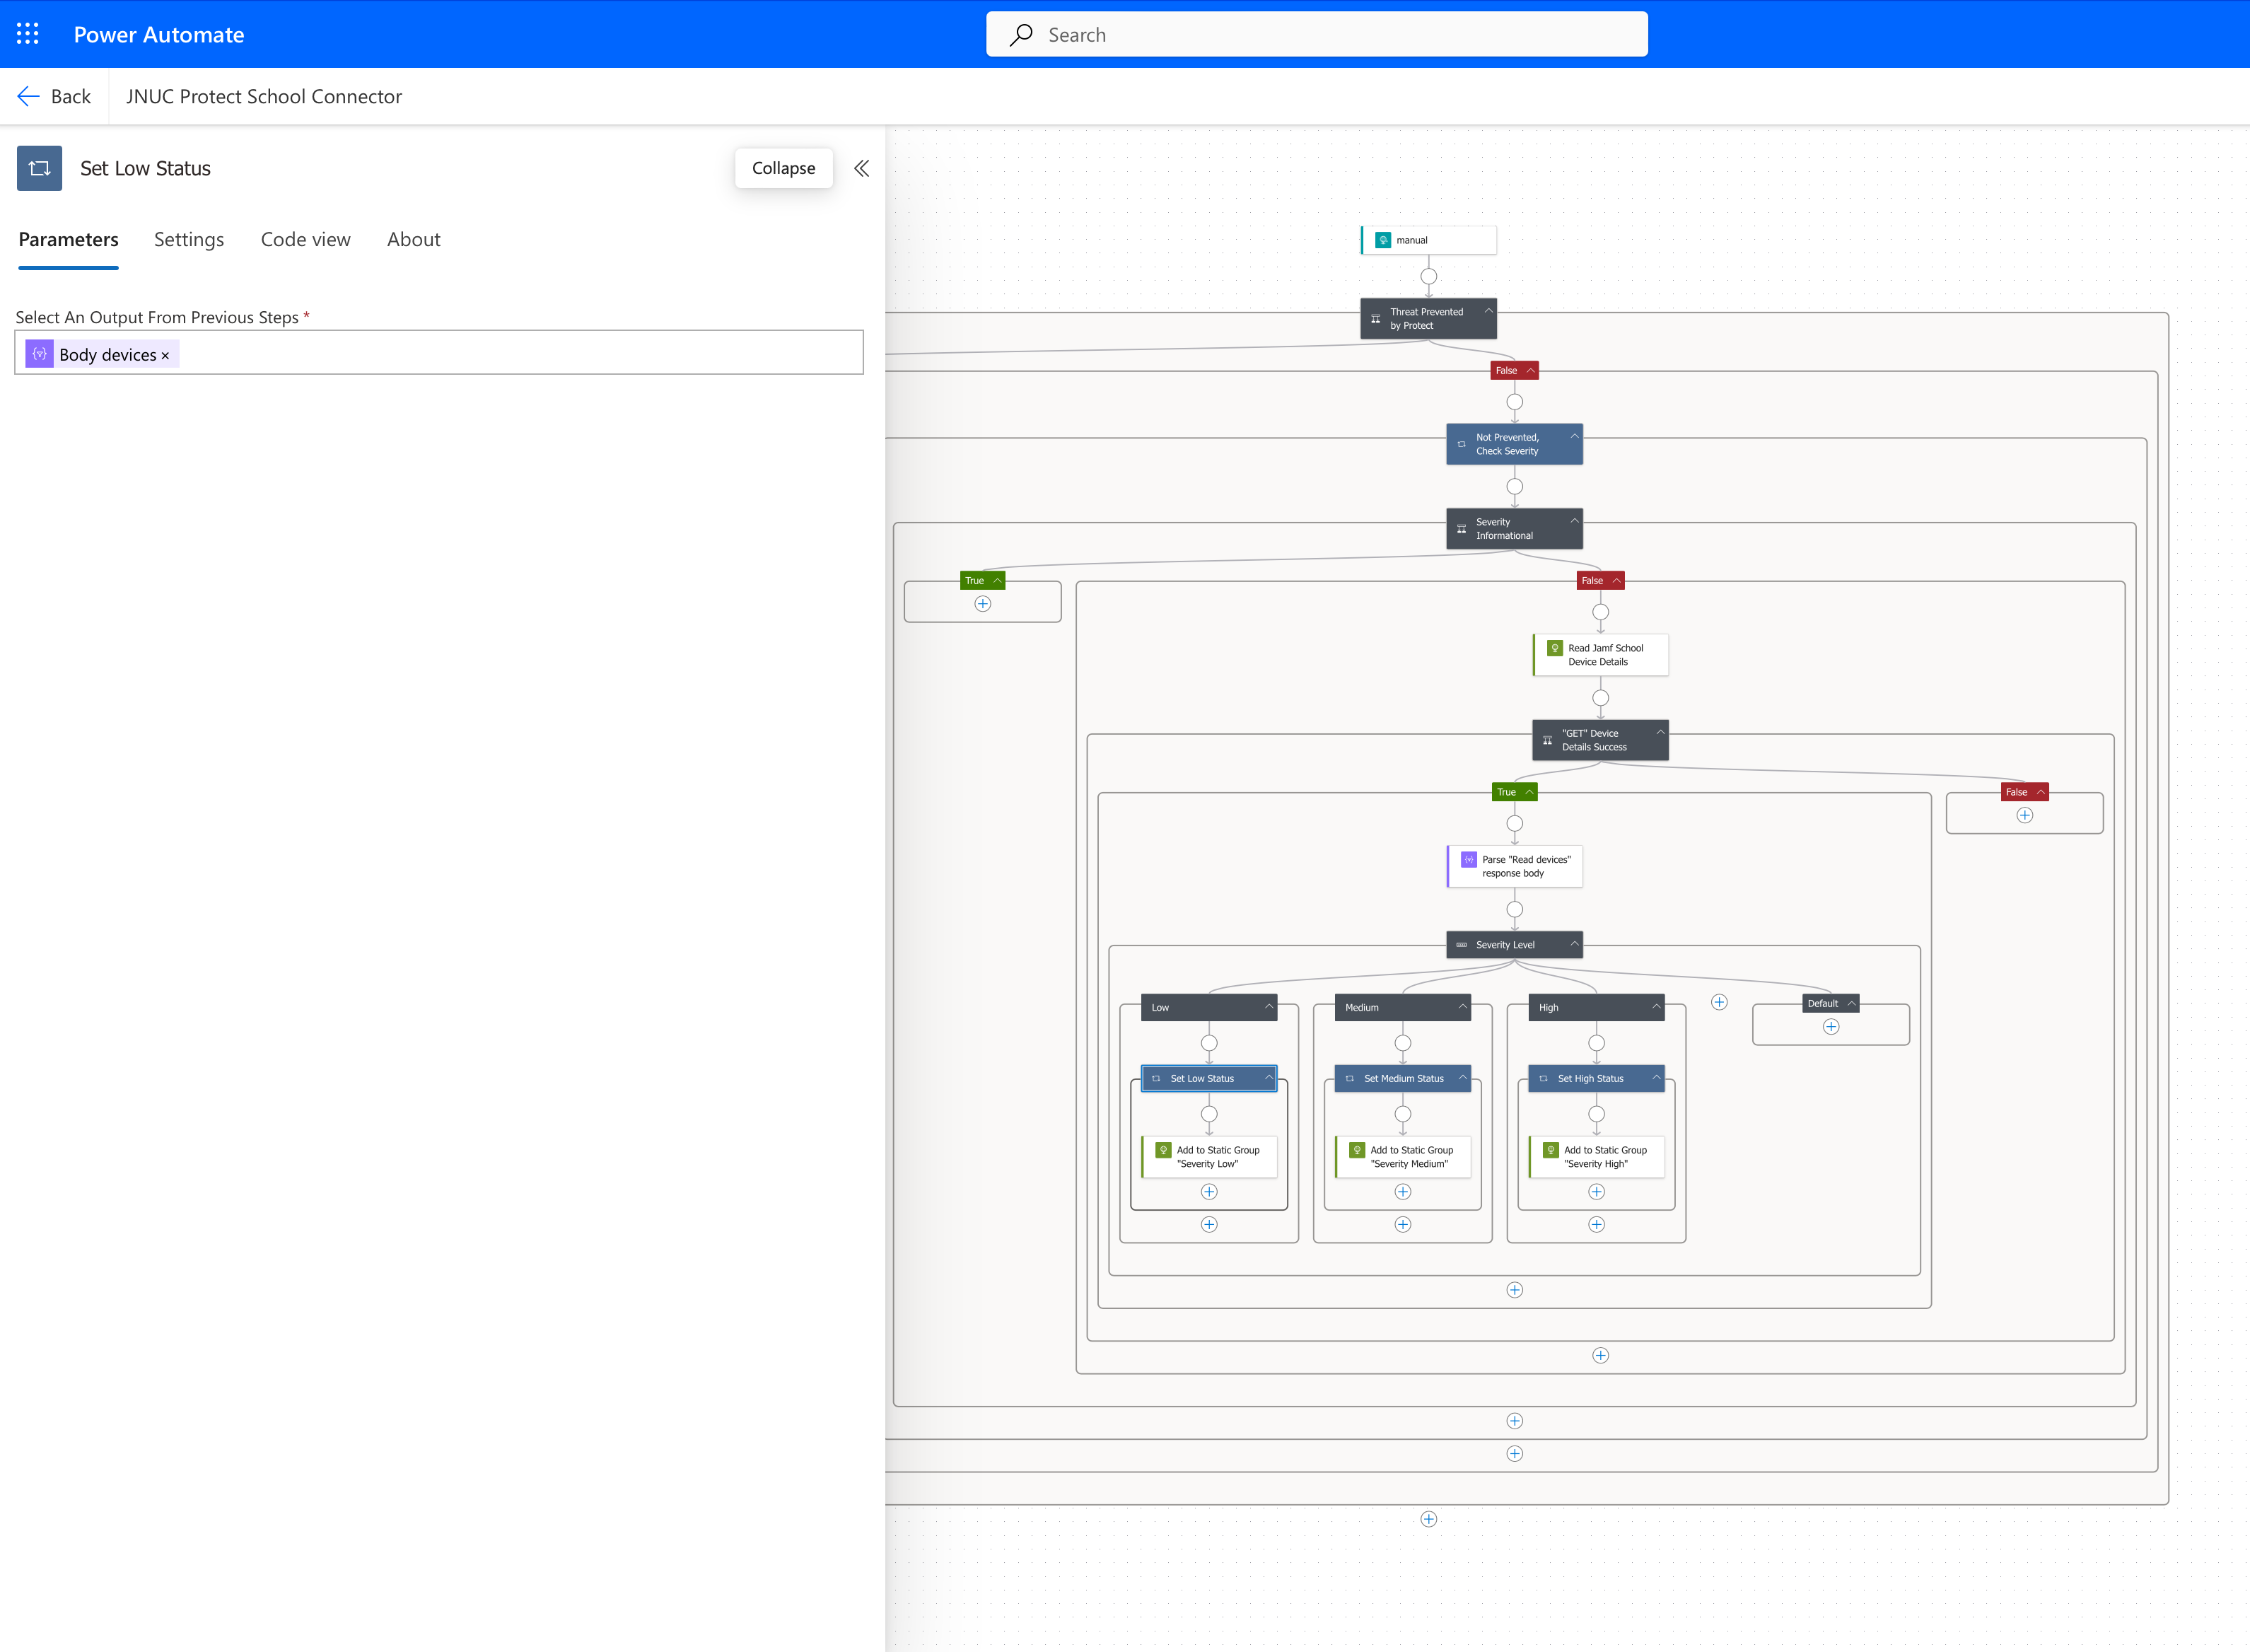 Power Automate
Search
Back
JNUC Protect School Connector
Set Low Status
Collapse
Parameters
Settings
Code view
About
Select An Output From Previous Steps *
Body devices ×
manual
Threat Prevented
by Protect
False
Not Prevented,
Check Severity
Severity
Informational
True
False
Read Jamf School
Device Details
"GET" Device
Details Success
True
False
Parse "Read devices"
response body
Severity Level
Low
Medium
High
Default
Set Low Status
Set Medium Status
Set High Status
Add to Static Group
"Severity Low"
Add to Static Group
"Severity Medium"
Add to Static Group
"Severity High"